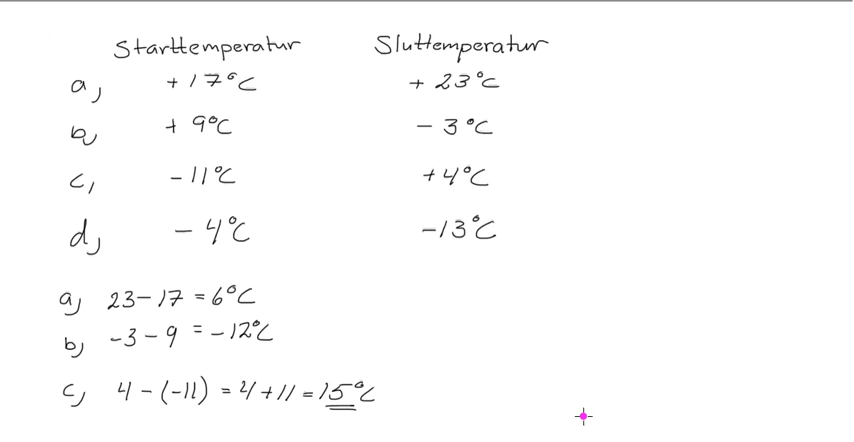 Starttemperatur Sluttemperatur
a) +17°C +23°C
b) +9°C -3°C
c) -11°C +4°C
d) -4°C -13°C
a) 23-17 = 6°C
b) -3-9 = -12°C
c) 4-(-11) = 4+11 = 15°C